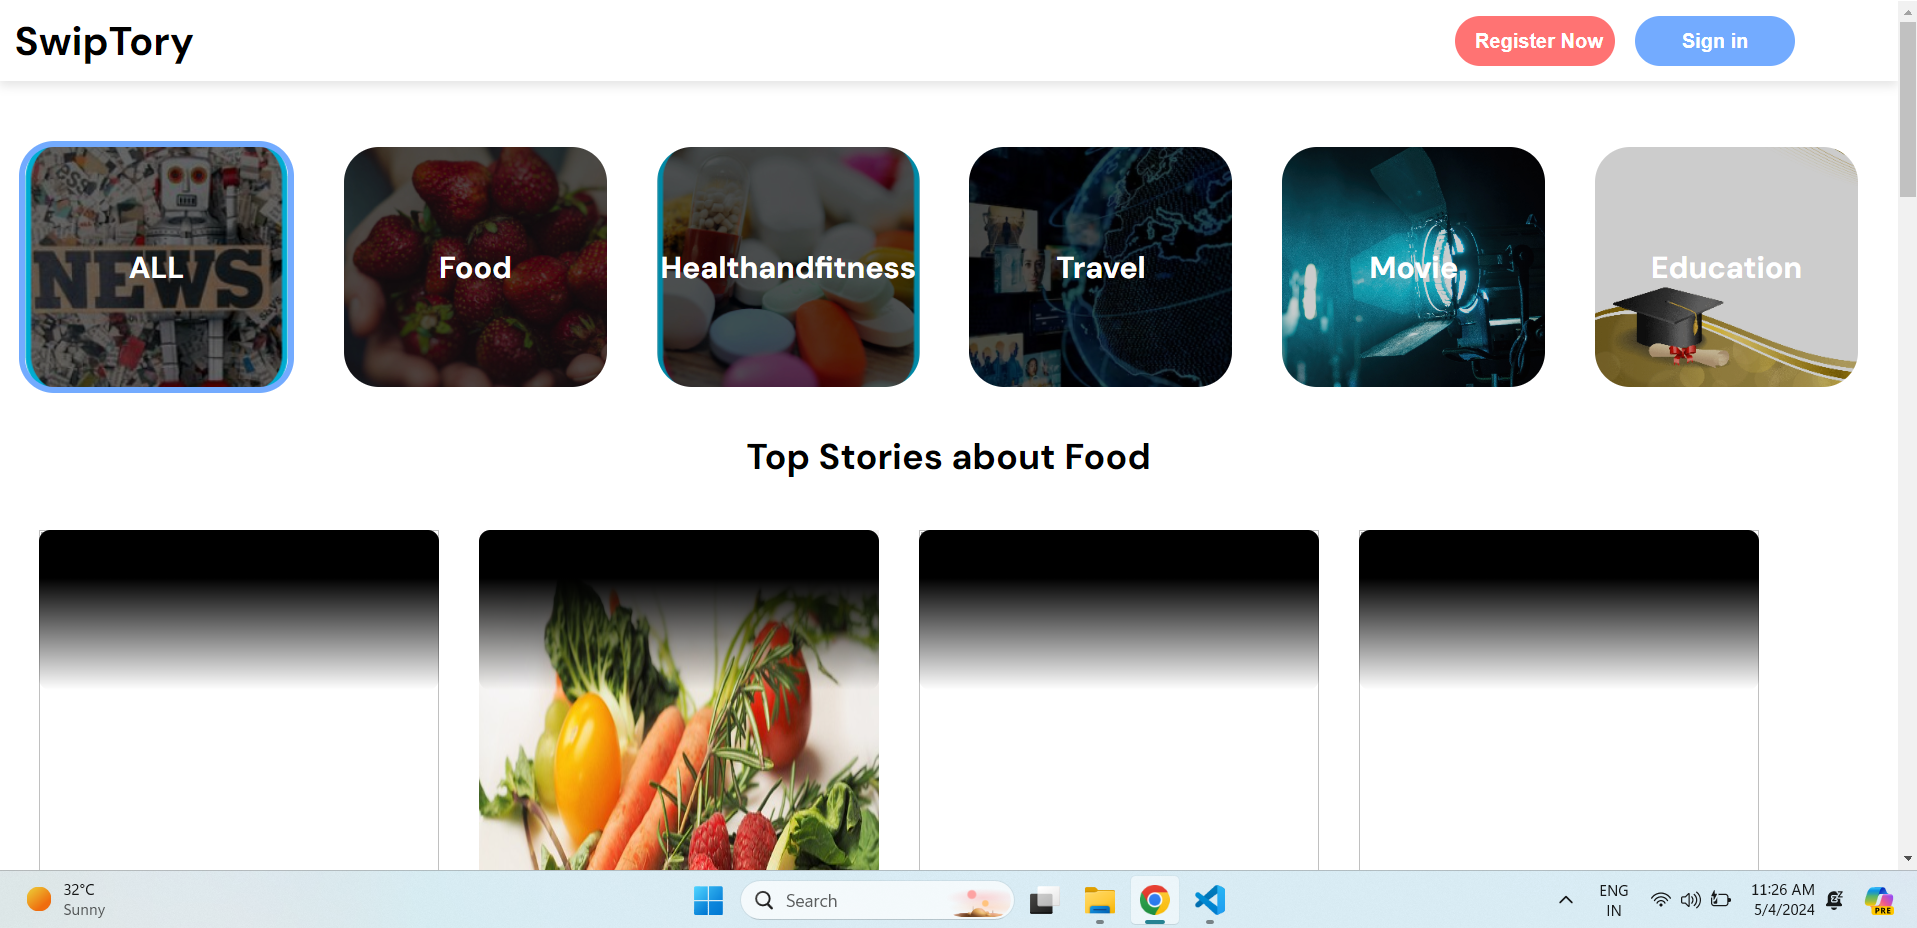 SwipTory
Register Now
Sign in
NEWS
ALL
Food
Healthandfitness
Travel
Movie
Education
Top Stories about Food
32°C
Sunny
Search
ENG
IN
11:26 AM
5/4/2024
PRE